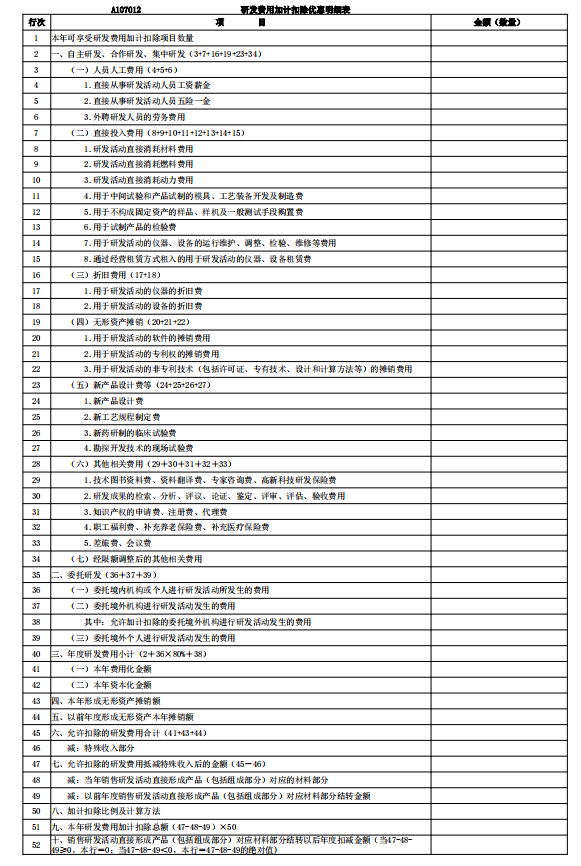 A107012 研发费用加计扣除优惠明细表
行次 项 目 金额（数量）
1 本年可享受研发费用加计扣除项目数量
2 一、自主研发、合作研发、集中研发（3+7+16+19+23+34）
3 （一）人员人工费用（4+5+6）
4 1.直接从事研发活动人员工资薪金
5 2.直接从事研发活动人员五险一金
6 3.外聘研发人员的劳务费用
7 （二）直接投入费用（8+9+10+11+12+13+14+15）
8 1.研发活动直接消耗材料费用
9 2.研发活动直接消耗燃料费用
10 3.研发活动直接消耗动力费用
11 4.用于中间试验和产品试制的模具、工艺装备开发及制造费
12 5.用于不构成固定资产的样品、样机及一般测试手段购置费
13 6.用于试制产品的检验费
14 7.用于研发活动的仪器、设备的运行维护、调整、检验、维修等费用
15 8.通过经营租赁方式租入的用于研发活动的仪器、设备租赁费
16 （三）折旧费用（17+18）
17 1.用于研发活动的仪器的折旧费
18 2.用于研发活动的设备的折旧费
19 （四）无形资产摊销（20+21+22）
20 1.用于研发活动的软件的摊销费用
21 2.用于研发活动的专利权的摊销费用
22 3.用于研发活动的非专利技术（包括许可证、专有技术、设计和计算方法等）的摊销费用
23 （五）新产品设计费等（24+25+26+27）
24 1.新产品设计费
25 2.新工艺规程制定费
26 3.新药研制的临床试验费
27 4.勘探开发技术的现场试验费
28 （六）其他相关费用（29＋30＋31＋32＋33）
29 1.技术图书资料费、资料翻译费、专家咨询费、高新科技研发保险费
30 2.研发成果的检索、分析、评议、论证、鉴定、评审、评估、验收费用
31 3.知识产权的申请费、注册费、代理费
32 4.职工福利费、补充养老保险费、补充医疗保险费
33 5.差旅费、会议费
34 （七）经限额调整后的其他相关费用
35 二、委托研发（36＋37＋39）
36 （一）委托境内机构或个人进行研发活动所发生的费用
37 （二）委托境外机构进行研发活动发生的费用
38 其中：允许加计扣除的委托境外机构进行研发活动发生的费用
39 （三）委托境外个人进行研发活动发生的费用
40 三、年度研发费用小计（2＋36×80%＋38）
41 （一）本年费用化金额
42 （二）本年资本化金额
43 四、本年形成无形资产摊销额
44 五、以前年度形成无形资产本年摊销额
45 六、允许扣除的研发费用合计（41+43+44）
46 减：特殊收入部分
47 七、允许扣除的研发费用抵减特殊收入后的金额（45－46）
48 减：当年销售研发活动直接形成产品（包括组成部分）对应的材料部分
49 减：以前年度销售研发活动直接形成产品（包括组成部分）对应材料部分结转金额
50 八、加计扣除比例及计算方法
51 九、本年研发费用加计扣除总额（47-48-49）×50
52 十、销售研发活动直接形成产品（包括组成部分）对应材料部分结转以后年度扣减金额（当47-48-
49≥0，本行＝0；当47-48-49<0，本行＝47-48-49的绝对值）